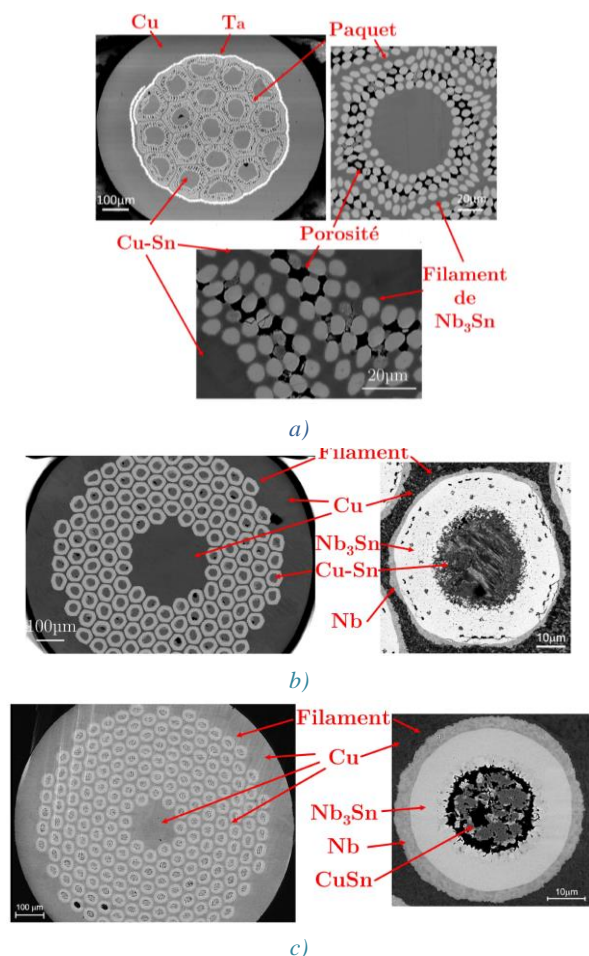 Cu
Ta
Paquet
100µm
20µm
Cu-Sn
Porosité
Filament
de
Nb₃Sn
20µm
a)
Filament
Cu
Nb₃Sn
Cu-Sn
Nb
100µm
10µm
b)
Filament
Cu
Nb₃Sn
Nb
CuSn
100 µm
10µm
c)